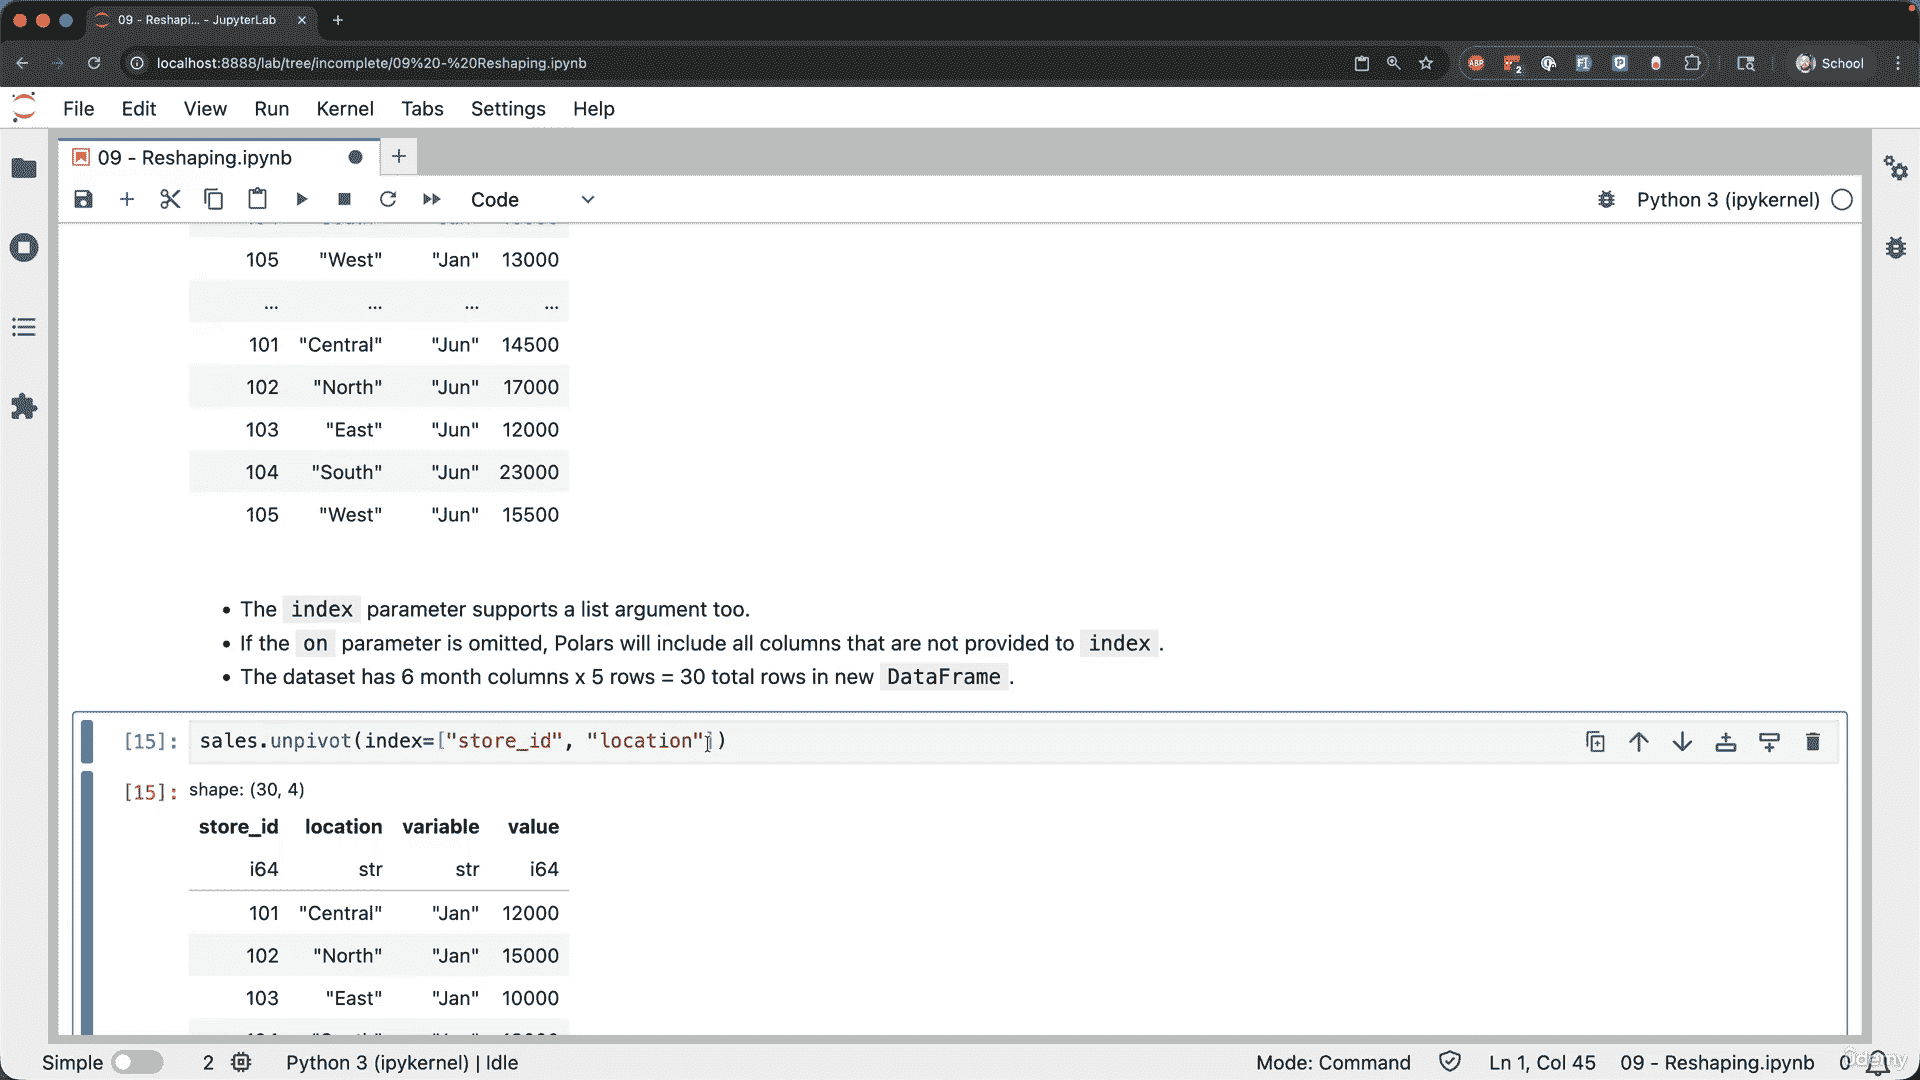 09 - Reshapi... - JupyterLab
localhost:8888/lab/tree/incomplete/09%20-%20Reshaping.ipynb
ABP
2
School
File Edit View Run Kernel Tabs Settings Help
09 - Reshaping.ipynb
Code
Python 3 (ipykernel)
105 "West" "Jan" 13000
... ... ... ...
101 "Central" "Jun" 14500
102 "North" "Jun" 17000
103 "East" "Jun" 12000
104 "South" "Jun" 23000
105 "West" "Jun" 15500
• The index parameter supports a list argument too.
• If the on parameter is omitted, Polars will include all columns that are not provided to index.
• The dataset has 6 month columns x 5 rows = 30 total rows in new DataFrame.
[15]: sales.unpivot(index=["store_id", "location"])
[15]: shape: (30, 4)
store_id location variable value
i64 str str i64
101 "Central" "Jan" 12000
102 "North" "Jan" 15000
103 "East" "Jan" 10000
Simple 2 Python 3 (ipykernel) | Idle Mode: Command Ln 1, Col 45 09 - Reshaping.ipynb 0
Udemy